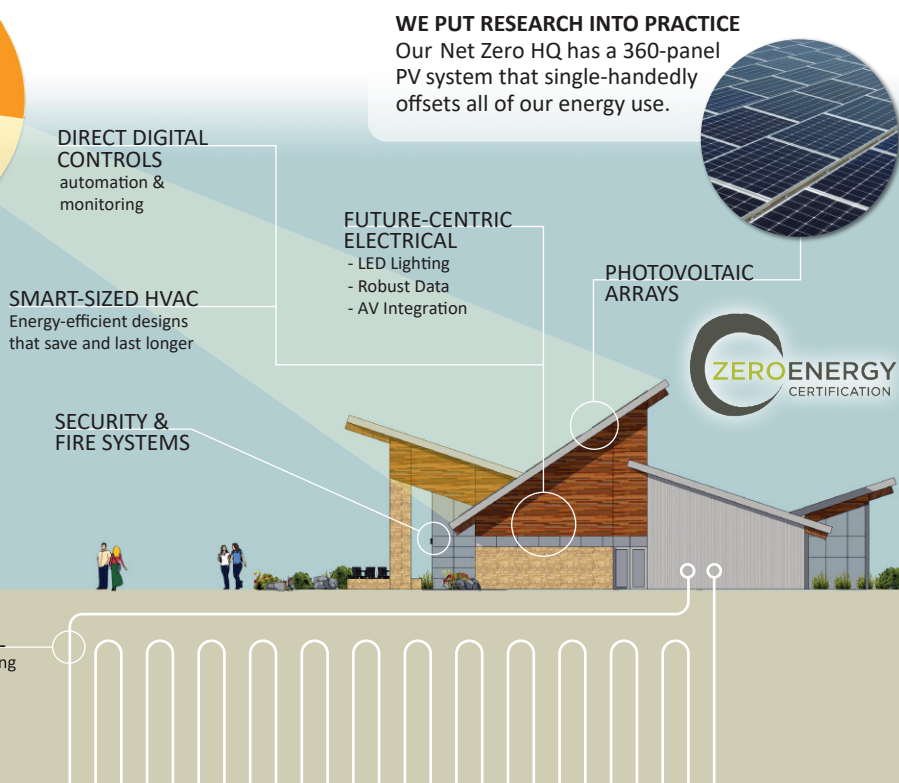 WE PUT RESEARCH INTO PRACTICE
Our Net Zero HQ has a 360-panel
PV system that single-handedly
offsets all of our energy use.
DIRECT DIGITAL
CONTROLS
automation &
monitoring
FUTURE-CENTRIC
ELECTRICAL
- LED Lighting
- Robust Data
- AV Integration
PHOTOVOLTAIC
ARRAYS
SMART-SIZED HVAC
Energy-efficient designs
that save and last longer
ZEROENERGY
CERTIFICATION
SECURITY &
FIRE SYSTEMS